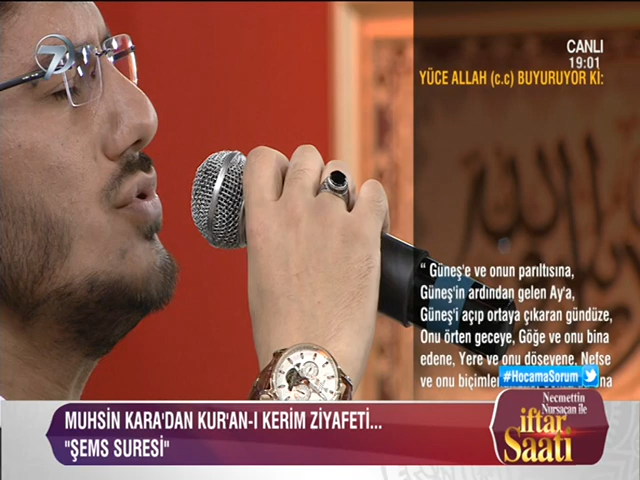 7
CANLI
19:01
YÜCE ALLAH (c.c) BUYURUYOR Kİ:
“ Güneş'e ve onun parıltısına,
Güneş'in ardından gelen Ay'a,
Güneş'i açıp ortaya çıkaran gündüze,
Onu örten geceye, Göğe ve onu bina
edene, Yere ve onu döşeyene, Nefse
ve onu
#HocamaSorum
MUHSİN KARA'DAN KUR'AN-I KERİM ZİYAFETİ...
"ŞEMS SURESİ"
Necmettin
Nursaçan ile
iftar
Saati